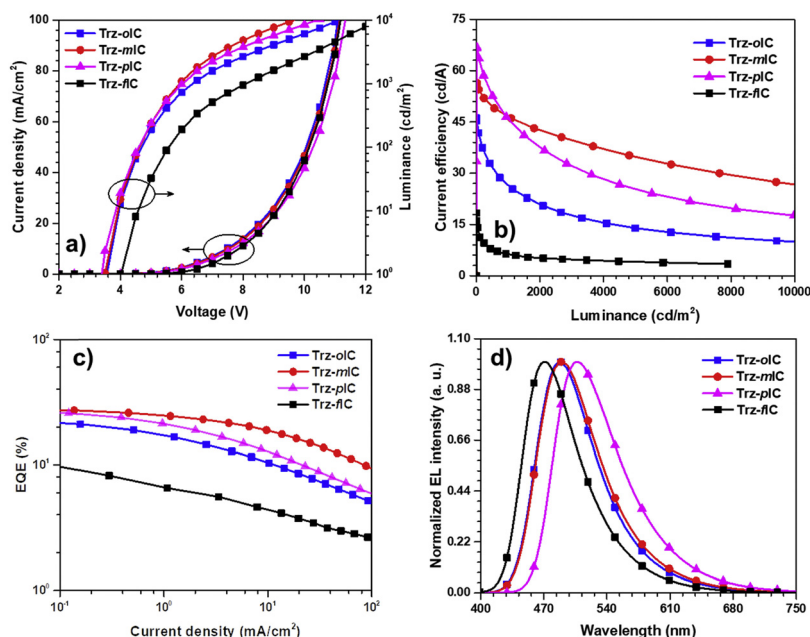 100
80
60
40
20
0
Current density (mA/cm²)
Trz-oIC
Trz-mIC
Trz-pIC
Trz-flC
a)
10⁴
10³
10²
10¹
10⁰
Luminance (cd/m²)
2 4 6 8 10 12
Voltage (V)
75
60
45
30
15
0
Current efficiency (cd/A)
Trz-oIC
Trz-mIC
Trz-pIC
Trz-flC
b)
0 2000 4000 6000 8000 10000
Luminance (cd/m²)
10²
10¹
10⁰
EQE (%)
c)
Trz-oIC
Trz-mIC
Trz-pIC
Trz-flC
10⁻¹ 10⁰ 10¹ 10²
Current density (mA/cm²)
1.10
0.88
0.66
0.44
0.22
0.00
Normalized EL intensity (a. u.)
d)
Trz-oIC
Trz-mIC
Trz-pIC
Trz-flC
400 470 540 610 680 750
Wavelength (nm)